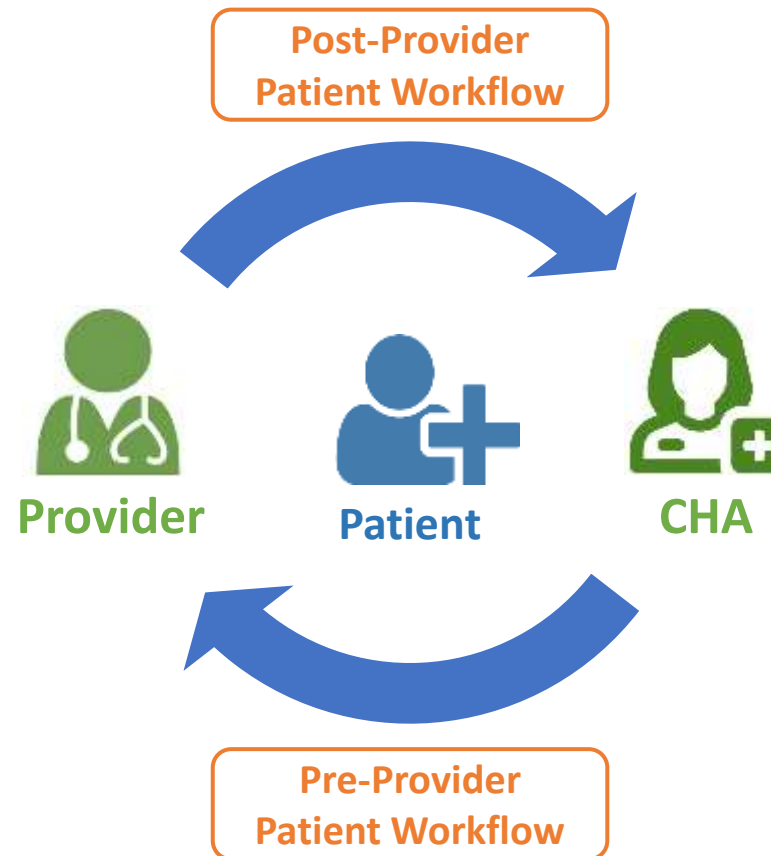 Post-Provider
Patient Workflow
Provider
Patient
CHA
Pre-Provider
Patient Workflow